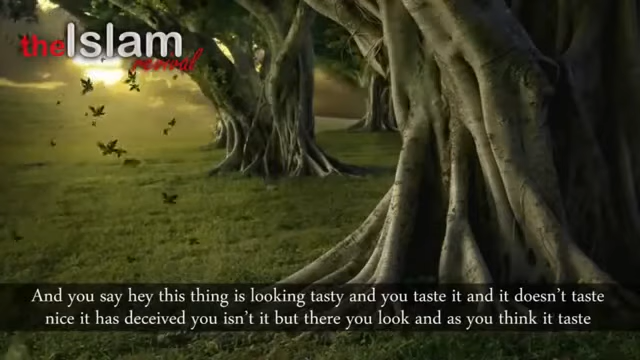 theIslam
revival
And you say hey this thing is looking tasty and you taste it and it doesn't taste
nice it has deceived you isn't it but there you look and as you think it taste